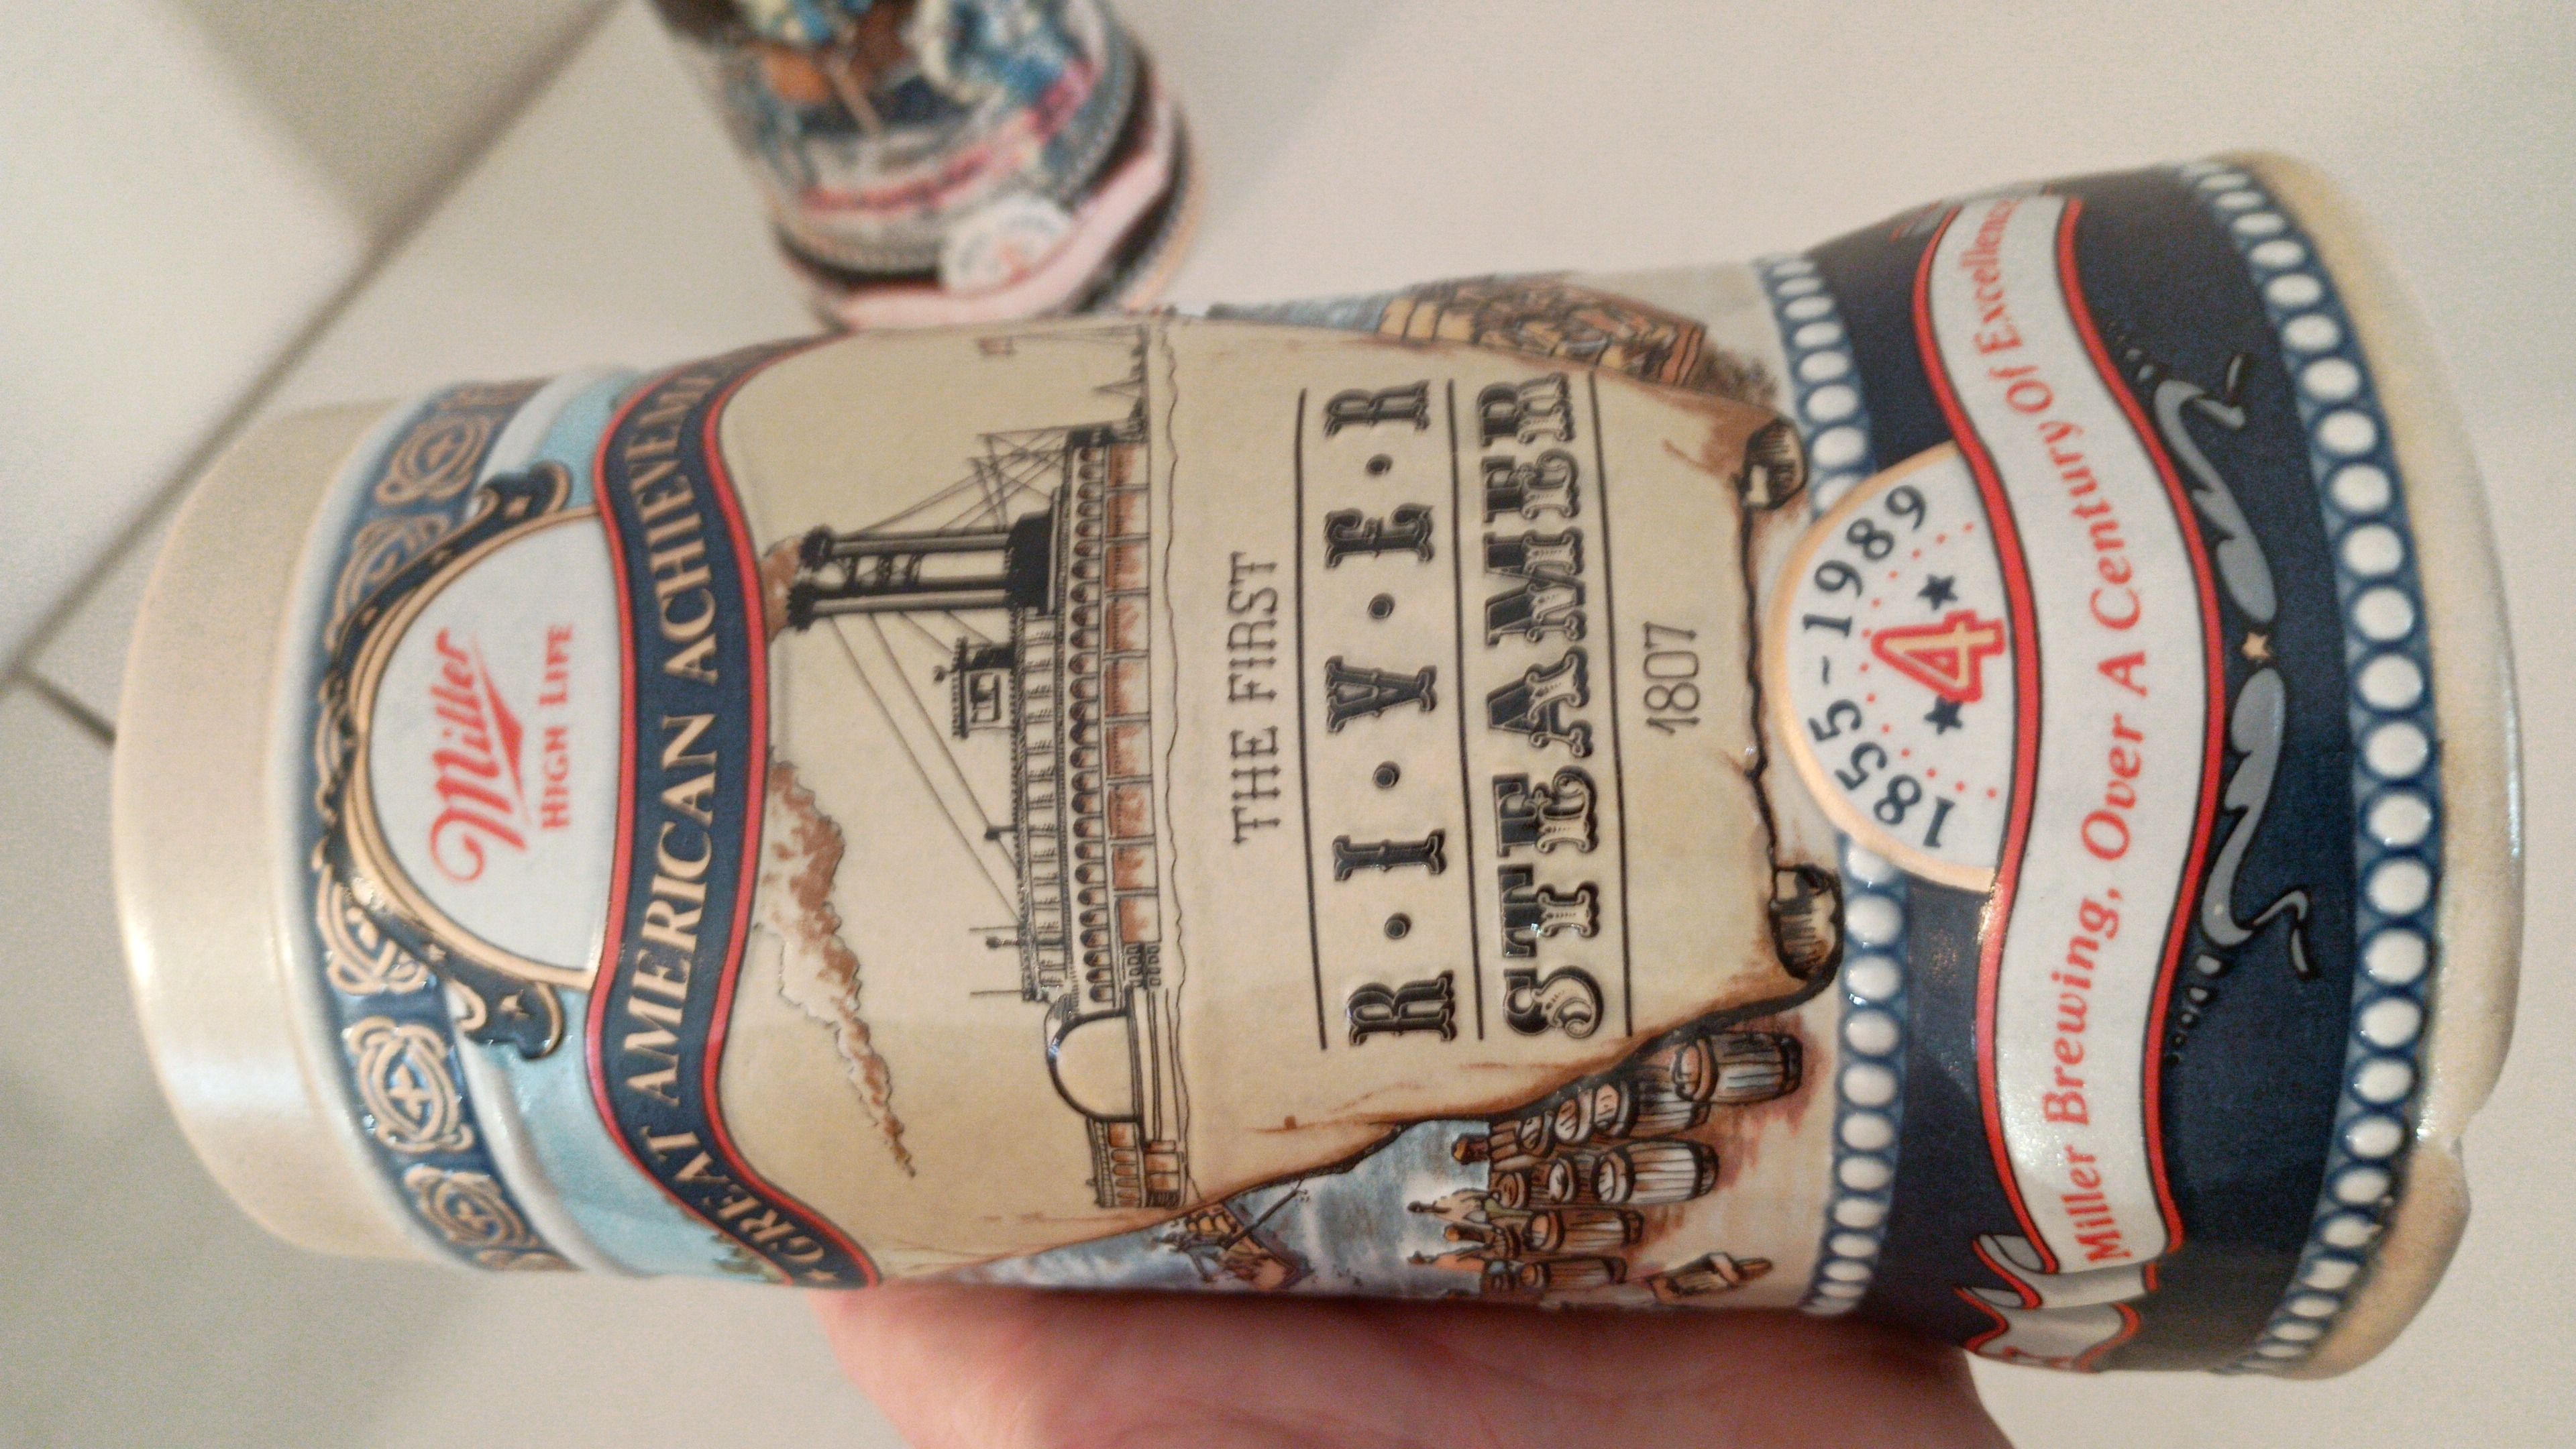 Miller
HIGH LIFE
GREAT AMERICAN ACHIEVEM
THE FIRST
R·I·V·E·R
STEAMER
1807
1855-1989
4
Miller Brewing, Over A Century Of Excellence